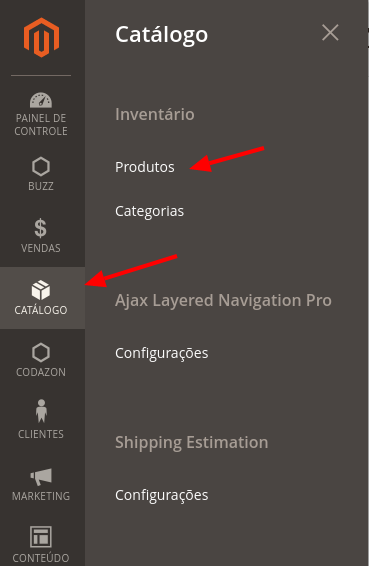 PAINEL DE
CONTROLE
BUZZ
VENDAS
CATÁLOGO
CODAZON
CLIENTES
MARKETING
CONTEÚDO
Catálogo
Inventário
Produtos
Categorias
Ajax Layered Navigation Pro
Configurações
Shipping Estimation
Configurações